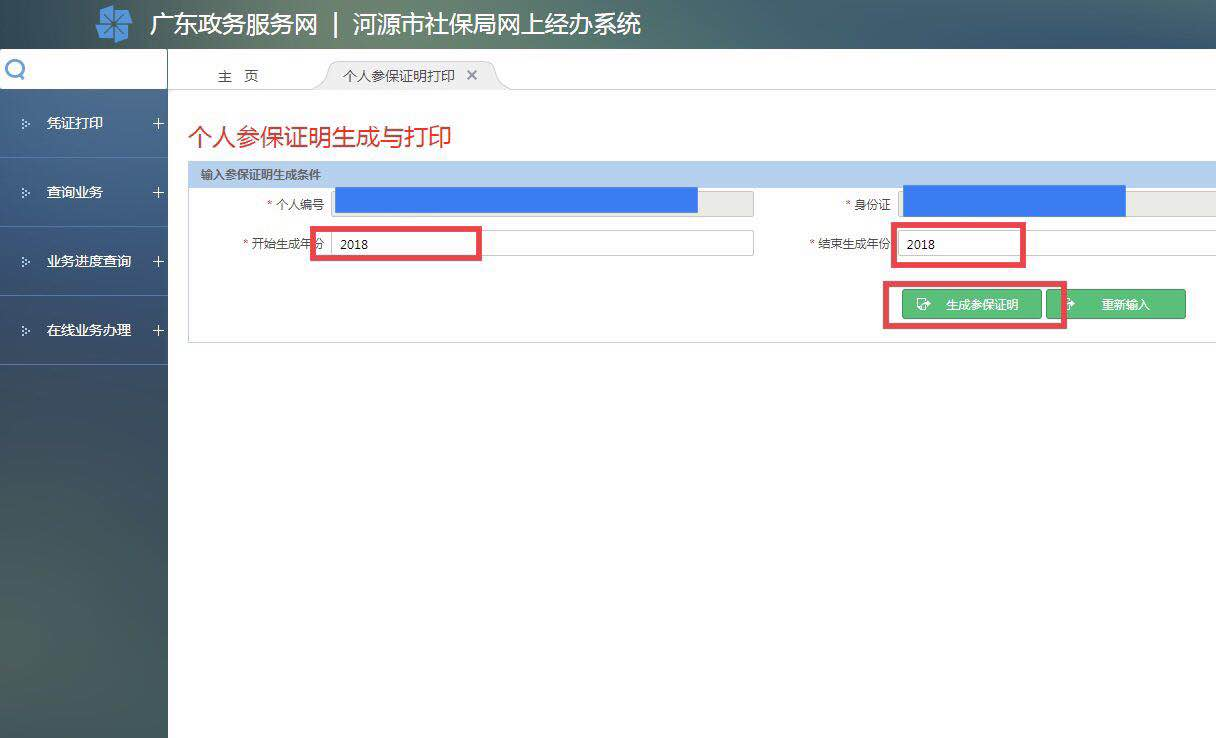 广东政务服务网 | 河源市社保局网上经办系统
主 页
个人参保证明打印 ×
凭证打印 +
查询业务 +
业务进度查询 +
在线业务办理 +
个人参保证明生成与打印
输入参保证明生成条件
* 个人编号
* 身份证
* 开始生成年份 2018
* 结束生成年份 2018
生成参保证明
重新输入